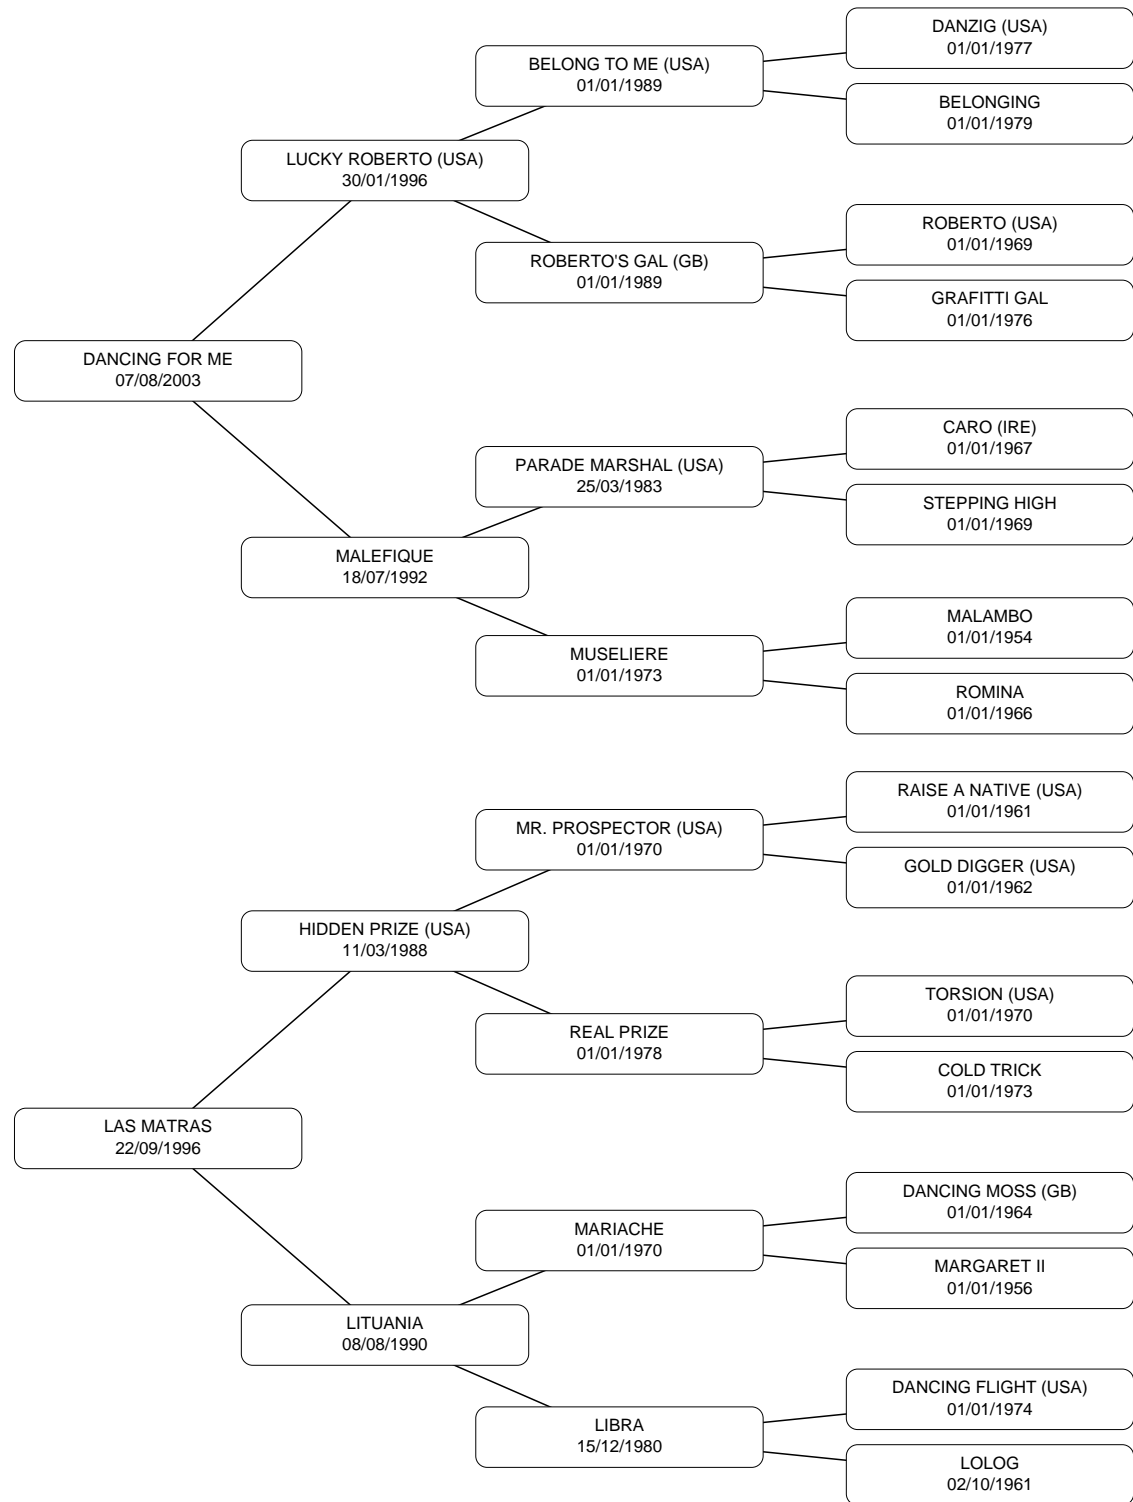 DANZIG (USA)
01/01/1977
BELONG TO ME (USA)
01/01/1989
BELONGING
01/01/1979
LUCKY ROBERTO (USA)
30/01/1996
ROBERTO (USA)
01/01/1969
ROBERTO'S GAL (GB)
01/01/1989
GRAFITTI GAL
01/01/1976
DANCING FOR ME
07/08/2003
CARO (IRE)
01/01/1967
PARADE MARSHAL (USA)
25/03/1983
STEPPING HIGH
01/01/1969
MALEFIQUE
18/07/1992
MALAMBO
01/01/1954
MUSELIERE
01/01/1973
ROMINA
01/01/1966
RAISE A NATIVE (USA)
01/01/1961
MR. PROSPECTOR (USA)
01/01/1970
GOLD DIGGER (USA)
01/01/1962
HIDDEN PRIZE (USA)
11/03/1988
TORSION (USA)
01/01/1970
REAL PRIZE
01/01/1978
COLD TRICK
01/01/1973
LAS MATRAS
22/09/1996
DANCING MOSS (GB)
01/01/1964
MARIACHE
01/01/1970
MARGARET II
01/01/1956
LITUANIA
08/08/1990
DANCING FLIGHT (USA)
01/01/1974
LIBRA
15/12/1980
LOLOG
02/10/1961